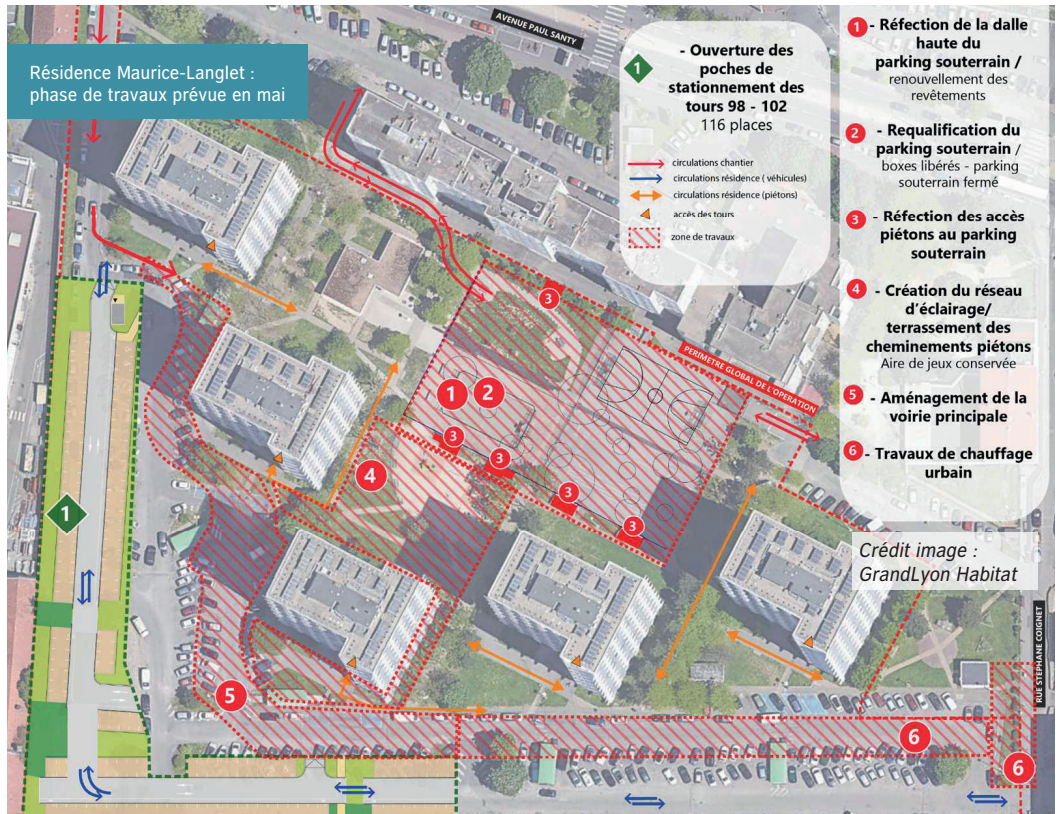 Résidence Maurice-Langlet :
phase de travaux prévue en mai
AVENUE PAUL SANTY
1
- Ouverture des
poches de
stationnement des
tours 98 - 102
116 places
circulations chantier
circulations résidence ( véhicules)
circulations résidence (piétons)
accès des tours
zone de travaux
1 - Réfection de la dalle
haute du
parking souterrain /
renouvellement des
revêtements
2 - Requalification du
parking souterrain /
boxes libérés - parking
souterrain fermé
3 - Réfection des accès
piétons au parking
souterrain
4 - Création du réseau
d'éclairage/
terrassement des
cheminements piétons
Aire de jeux conservée
5 - Aménagement de la
voirie principale
6 - Travaux de chauffage
urbain
3
PERIMETRE GLOBAL DE L'OPERATION
1 2
3
3
3
3
4
1
5
6
6
Crédit image :
GrandLyon Habitat
RUE STEPHANE COIGNET